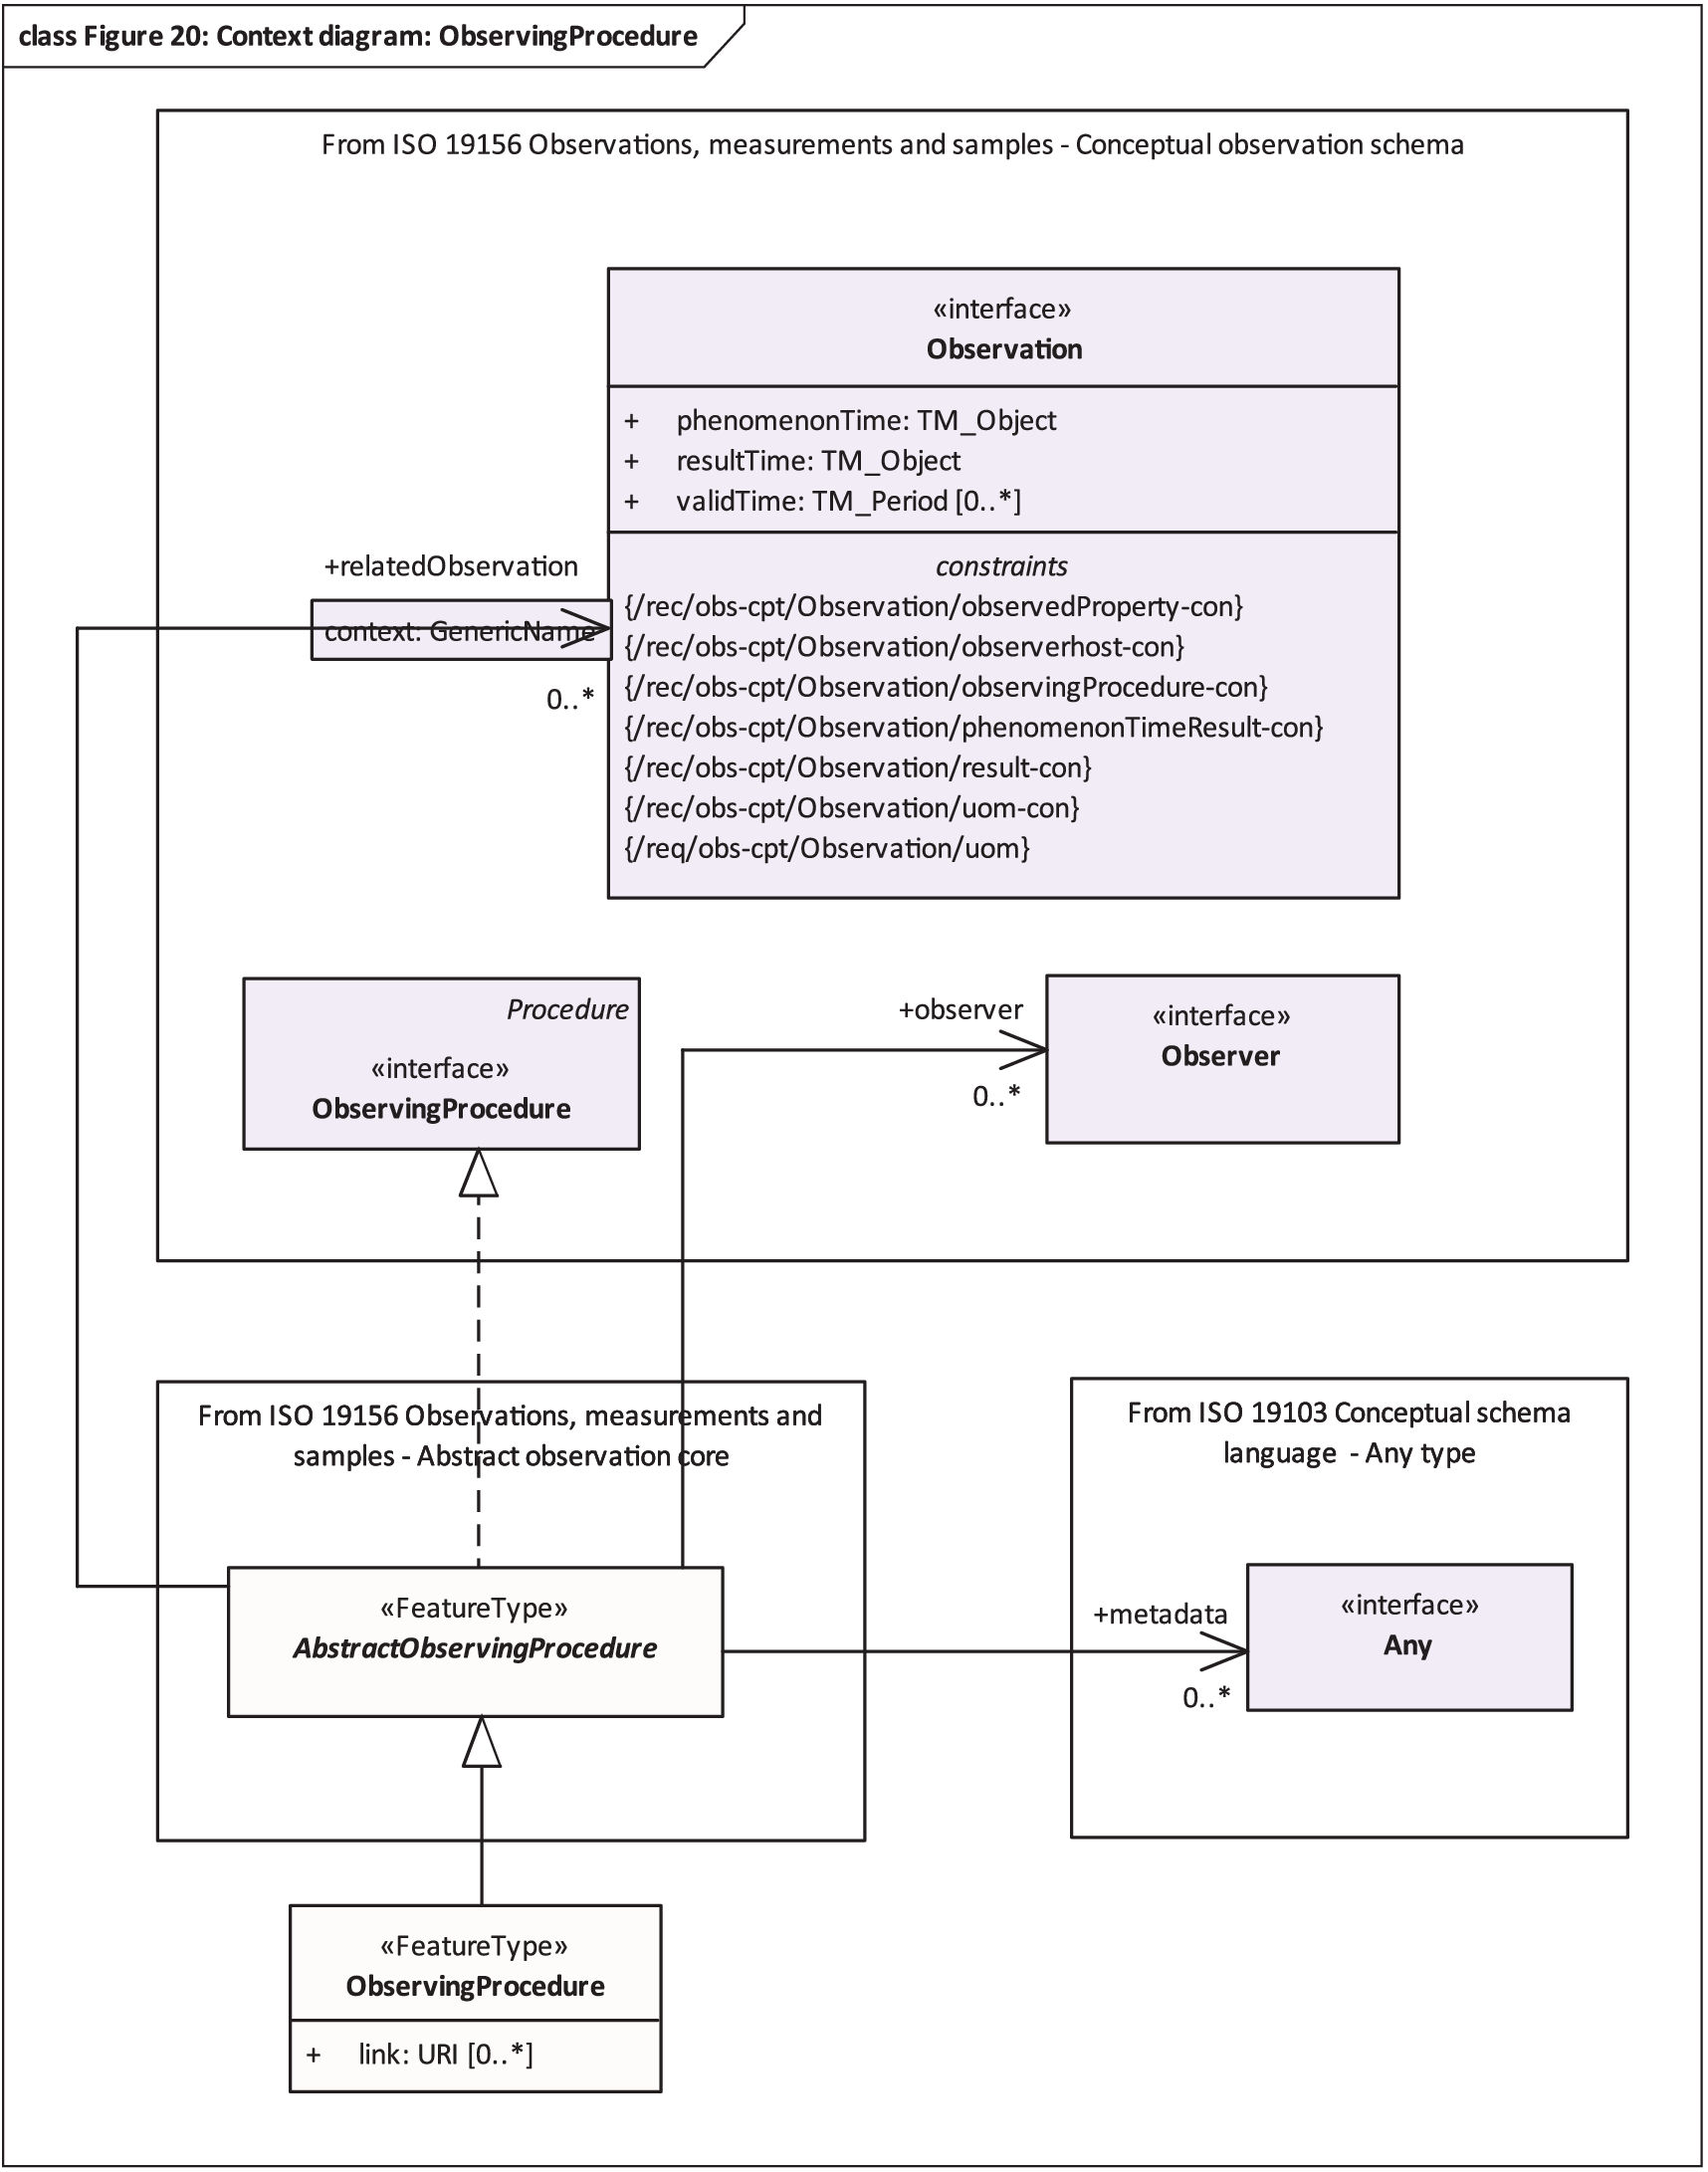 class Figure 20: Context diagram: ObservingProcedure
From ISO 19156 Observations, measurements and samples - Conceptual observation schema
«interface»
Observation
+ phenomenonTime: TM_Object
+ resultTime: TM_Object
+ validTime: TM_Period [0..*]
constraints
{/rec/obs-cpt/Observation/observedProperty-con}
{/rec/obs-cpt/Observation/observerhost-con}
{/rec/obs-cpt/Observation/observingProcedure-con}
{/rec/obs-cpt/Observation/phenomenonTimeResult-con}
{/rec/obs-cpt/Observation/result-con}
{/rec/obs-cpt/Observation/uom-con}
{/req/obs-cpt/Observation/uom}
+relatedObservation
context: GenericName
0..*
Procedure
«interface»
ObservingProcedure
+observer
0..*
«interface»
Observer
From ISO 19156 Observations, measurements and
samples - Abstract observation core
«FeatureType»
AbstractObservingProcedure
From ISO 19103 Conceptual schema
language - Any type
+metadata
0..*
«interface»
Any
«FeatureType»
ObservingProcedure
+ link: URI [0..*]